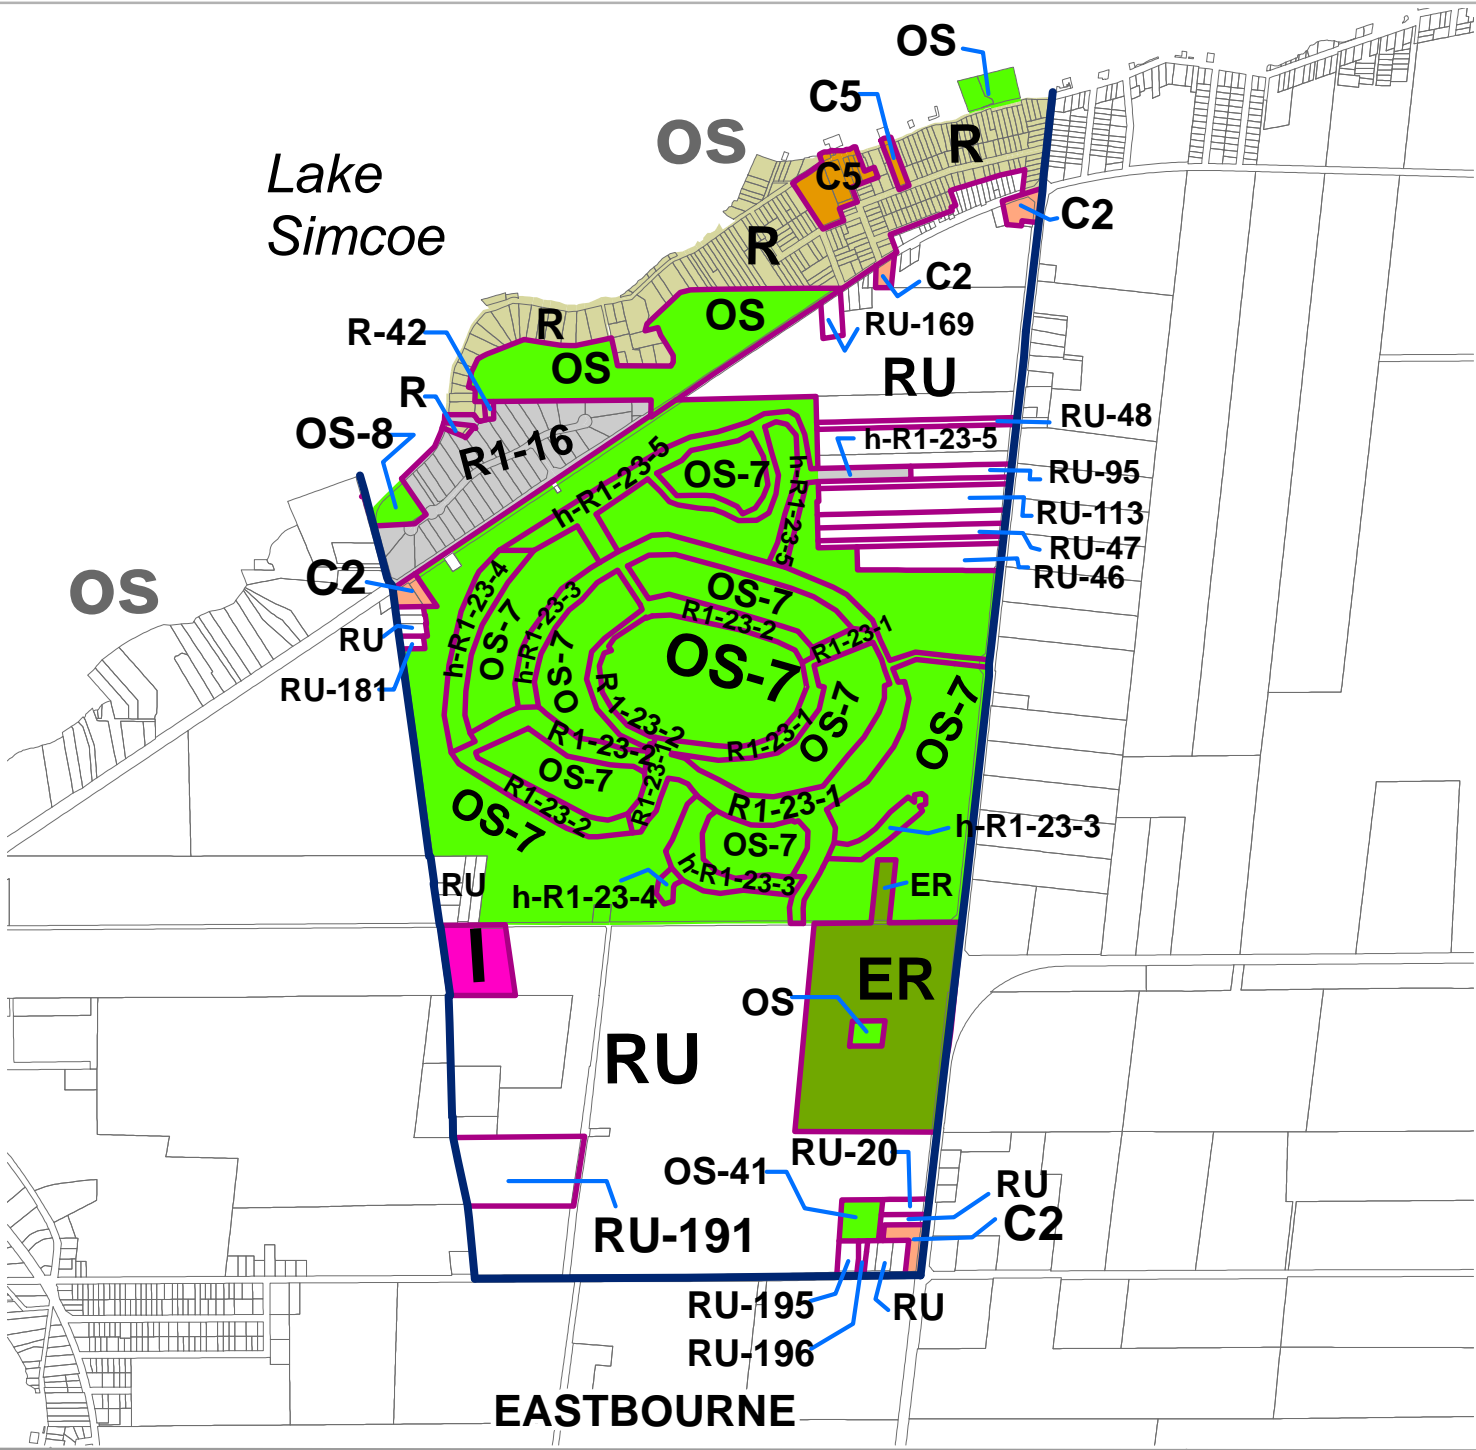 OS
C5
OS
R
Lake
Simcoe
C5
C2
R
C2
OS
R
RU-169
R-42
OS
RU
R
RU-48
OS-8
h-R1-23-5
R1-16
h-R1-23-5
OS-7
h-R1-23-5
RU-95
RU-113
RU-47
RU-46
C2
OS
h-R1-23-4
OS-7
h-R1-23-3
OS-7
OS-7
R1-23-2
R1-23-1
RU
OS-7
RU-181
R1-23-2
OS-7
OS-7
R1-23-1
R1-23-2
OS-7
R1-23-1
R1-23-2
OS-7
R1-23-1
h-R1-23-3
OS-7
h-R1-23-3
RU
h-R1-23-4
ER
I
ER
OS
RU
RU-20
OS-41
RU
C2
RU-191
RU-195
RU
RU-196
EASTBOURNE